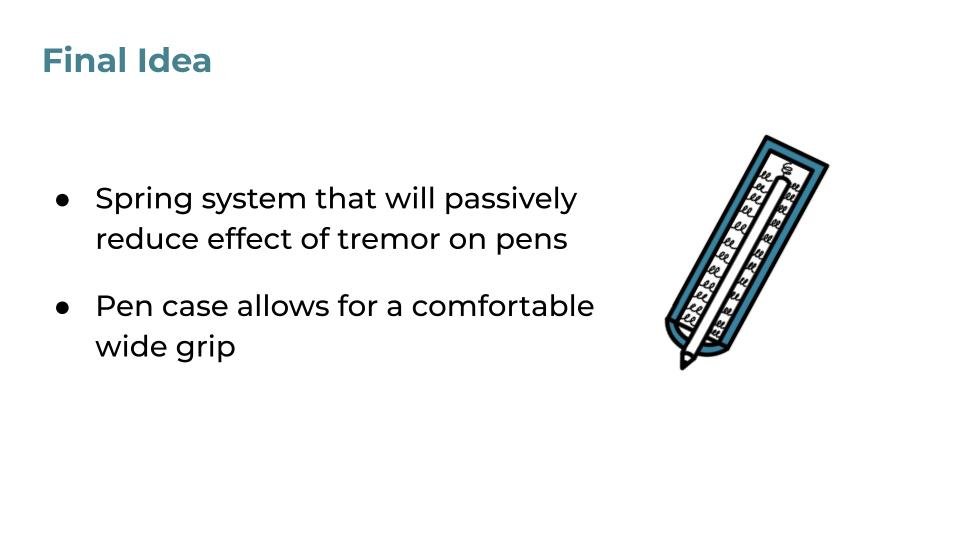 Final Idea
● Spring system that will passively
reduce effect of tremor on pens
● Pen case allows for a comfortable
wide grip